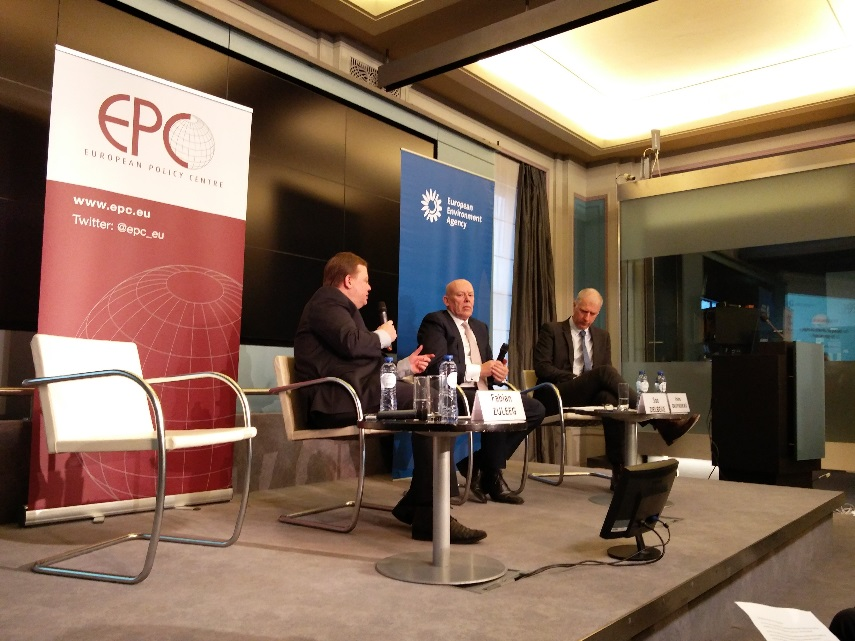 EPC
EUROPEAN POLICY CENTRE
www.epc.eu
Twitter: @epc_eu
European
Environment
Agency
Fabian
ZULEEG